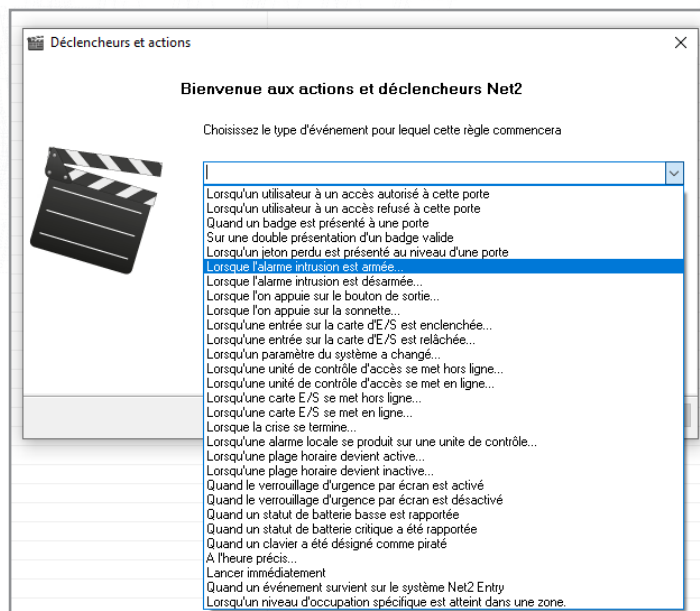 Déclencheurs et actions
Bienvenue aux actions et déclencheurs Net2
Choisissez le type d'événement pour lequel cette règle commencera
Lorsqu'un utilisateur à un accès autorisé à cette porte
Lorsqu'un utilisateur à un accès refusé à cette porte
Quand un badge est présenté à une porte
Sur une double présentation d'un badge valide
Lorsqu'un jeton perdu est présenté au niveau d'une porte
Lorsque l'alarme intrusion est armée...
Lorsque l'alarme intrusion est désarmée...
Lorsque l'on appuie sur le bouton de sortie...
Lorsque l'on appuie sur la sonnette...
Lorsqu'une entrée sur la carte d'E/S est enclenchée...
Lorsqu'une entrée sur la carte d'E/S est relâchée...
Lorsqu'un paramètre du système a changé...
Lorsqu'une unité de contrôle d'accès se met hors ligne...
Lorsqu'une unité de contrôle d'accès se met en ligne...
Lorsqu'une carte E/S se met hors ligne...
Lorsqu'une carte E/S se met en ligne...
Lorsque la crise se termine...
Lorsqu'une alarme locale se produit sur une unite de contrôle...
Lorsqu'une plage horaire devient active...
Lorsqu'une plage horaire devient inactive...
Quand le verrouillage d'urgence par écran est activé
Quand le verrouillage d'urgence par écran est désactivé
Quand un statut de batterie basse est rapportée
Quand un statut de batterie critique a été rapportée
Quand un clavier a été désigné comme piraté
A l'heure précis...
Lancer immédiatement
Quand un événement survient sur le système Net2 Entry
Lorsqu'un niveau d'occupation spécifique est atteint dans une zone.